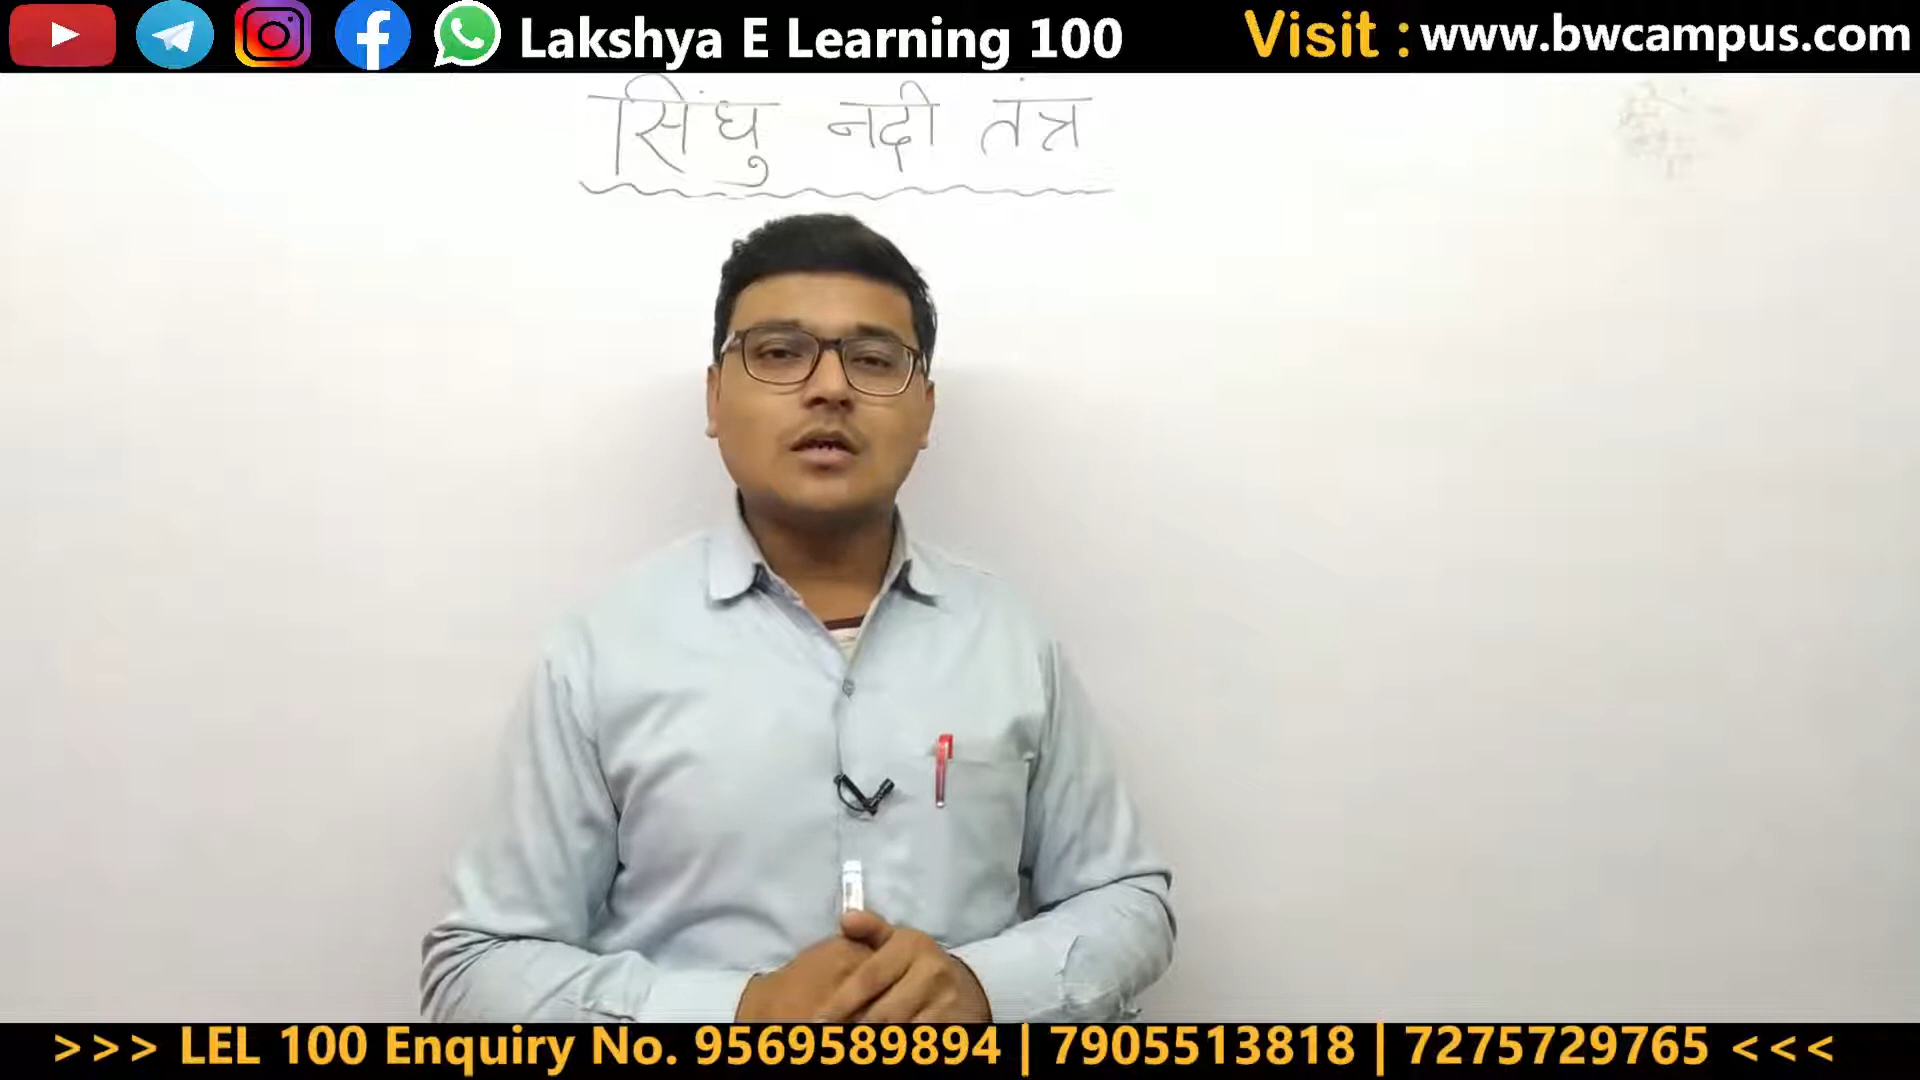 Lakshya E Learning 100
Visit : www.bwcampus.com
सिंधु नदी तंत्र
>>> LEL 100 Enquiry No. 9569589894 | 7905513818 | 7275729765 <<<